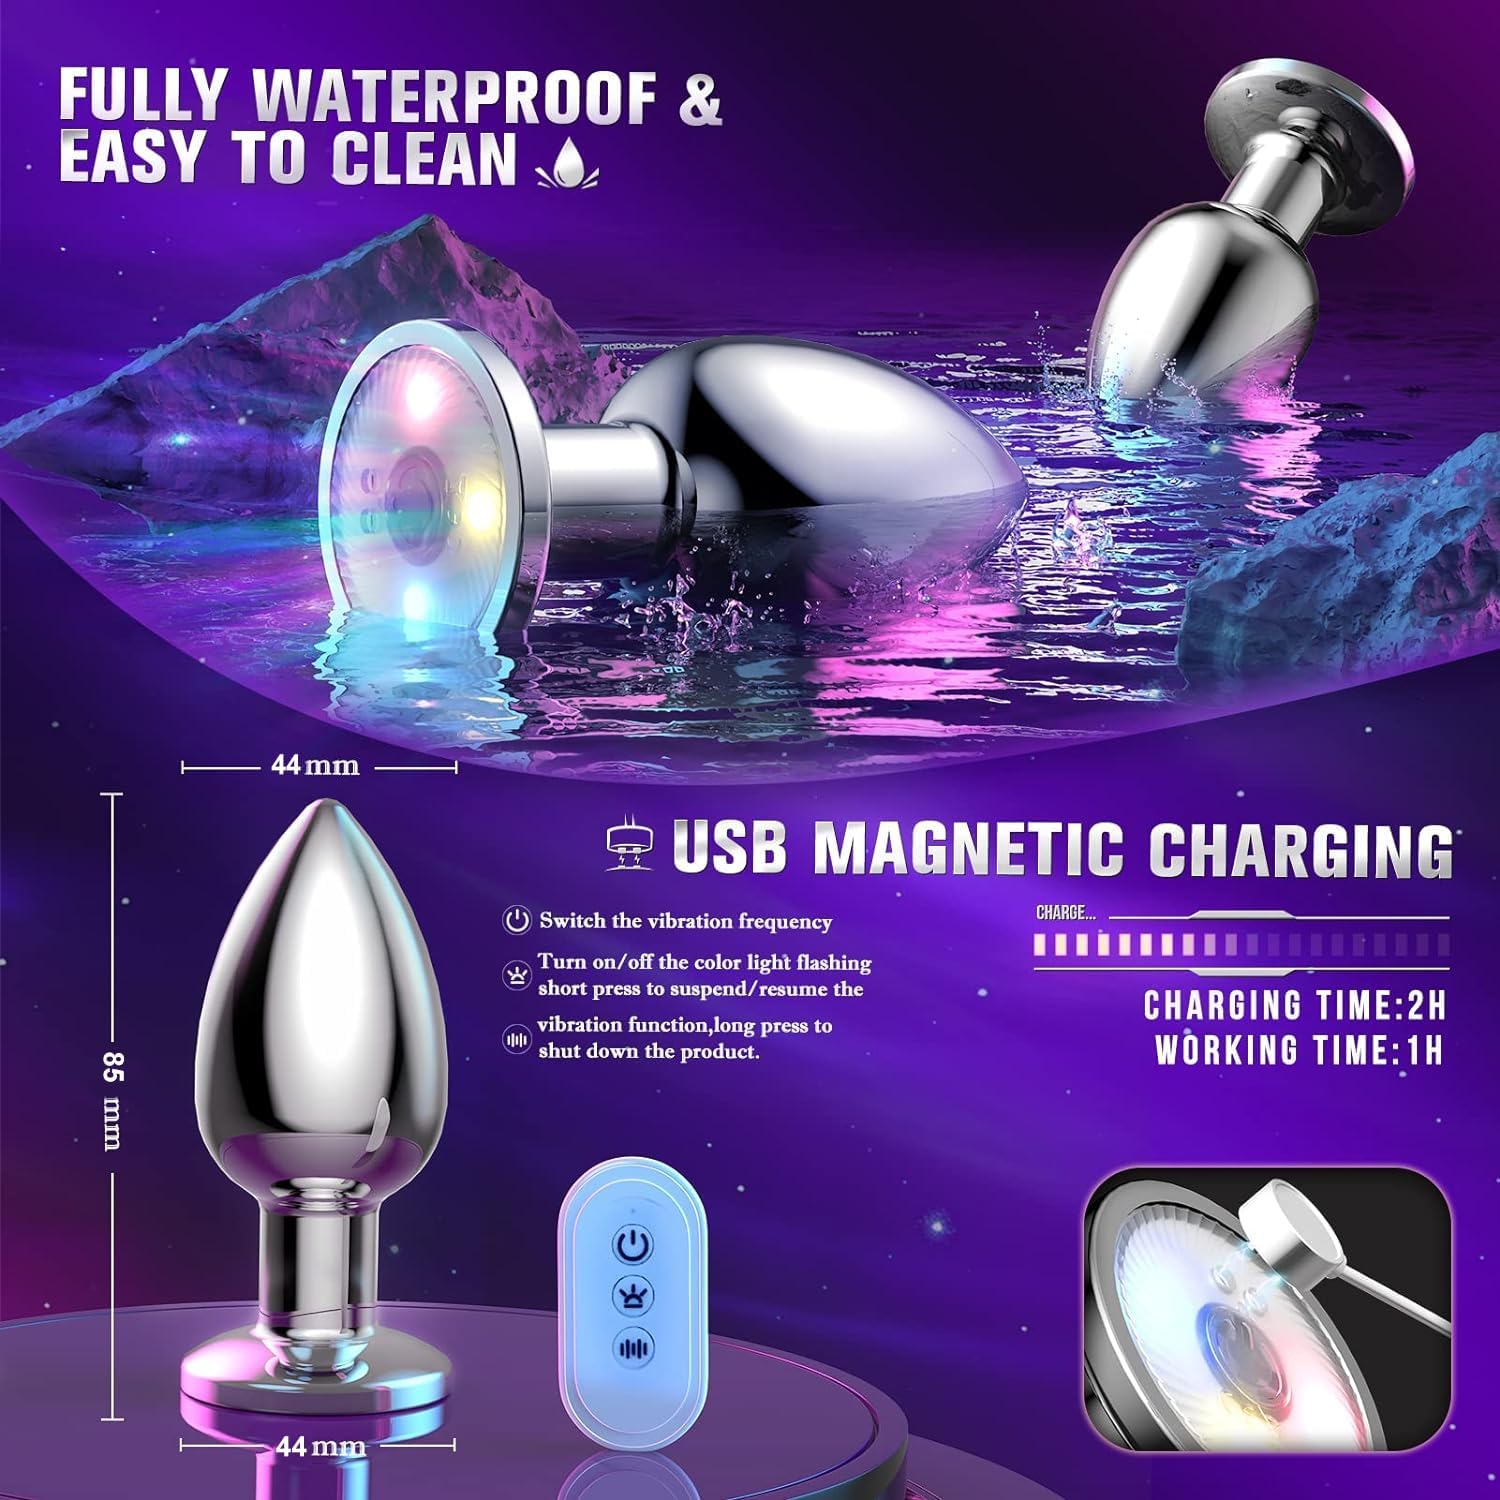 FULLY WATERPROOF &
EASY TO CLEAN
44mm
85 mm
44mm
USB MAGNETIC CHARGING
Switch the vibration frequency
Turn on/off the color light flashing
short press to suspend/resume the
vibration function,long press to
shut down the product.
CHARGE...
CHARGING TIME:2H
WORKING TIME:1H